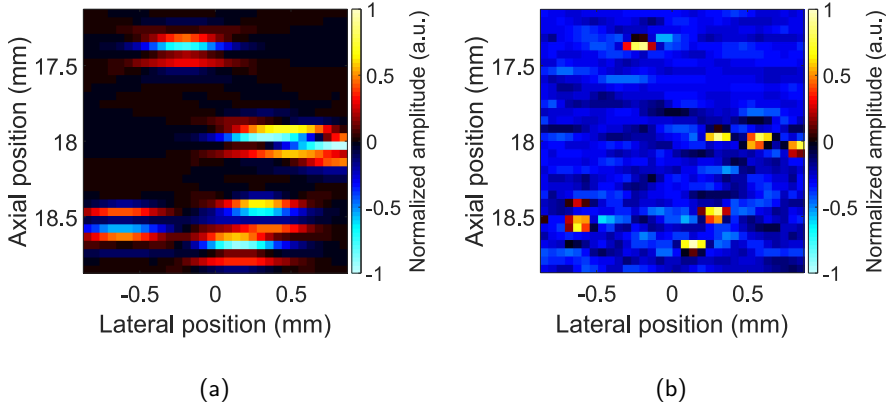 1
0.5
0
-0.5
-1
Normalized amplitude (a.u.)
17.5
18
18.5
Axial position (mm)
-0.5 0 0.5
Lateral position (mm)
(a)
1
0.5
0
-0.5
-1
Normalized amplitude (a.u.)
17.5
18
18.5
Axial position (mm)
-0.5 0 0.5
Lateral position (mm)
(b)